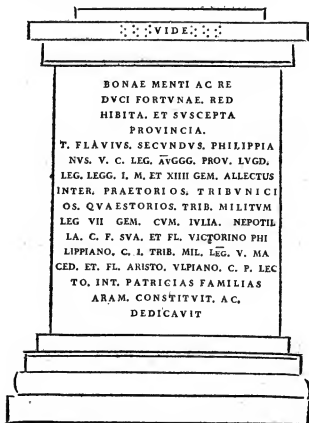 VIDE
BONAE MENTI AC RE
DVCI FORTVNAE. RED
HIBITA. ET SVSCEPTA
PROVINCIA.
T. FLAVIVS. SECVNDVS. PHILIPPIA
NVS. V. C. LEG. AVGGG. PROV. LVGD.
LEG. LEGG. I. M. ET XIIII GEM. ALLECTUS
INTER. PRAETORIOS. TRIBVNICI
OS. QVAESTORIOS. TRIB. MILITVM
LEG VII GEM. CVM. IVLIA. NEPOTIL
LA. C. F. SVA. ET FL. VICTORINO PHI
LIPPIANO. C. I. TRIB. MIL. LEG. V. MA
CED. ET. FL. ARISTO. VLPIANO. C. P. LEC
TO. INT. PATRICIAS FAMILIAS
ARAM. CONSTITVIT. AC.
DEDICAVIT